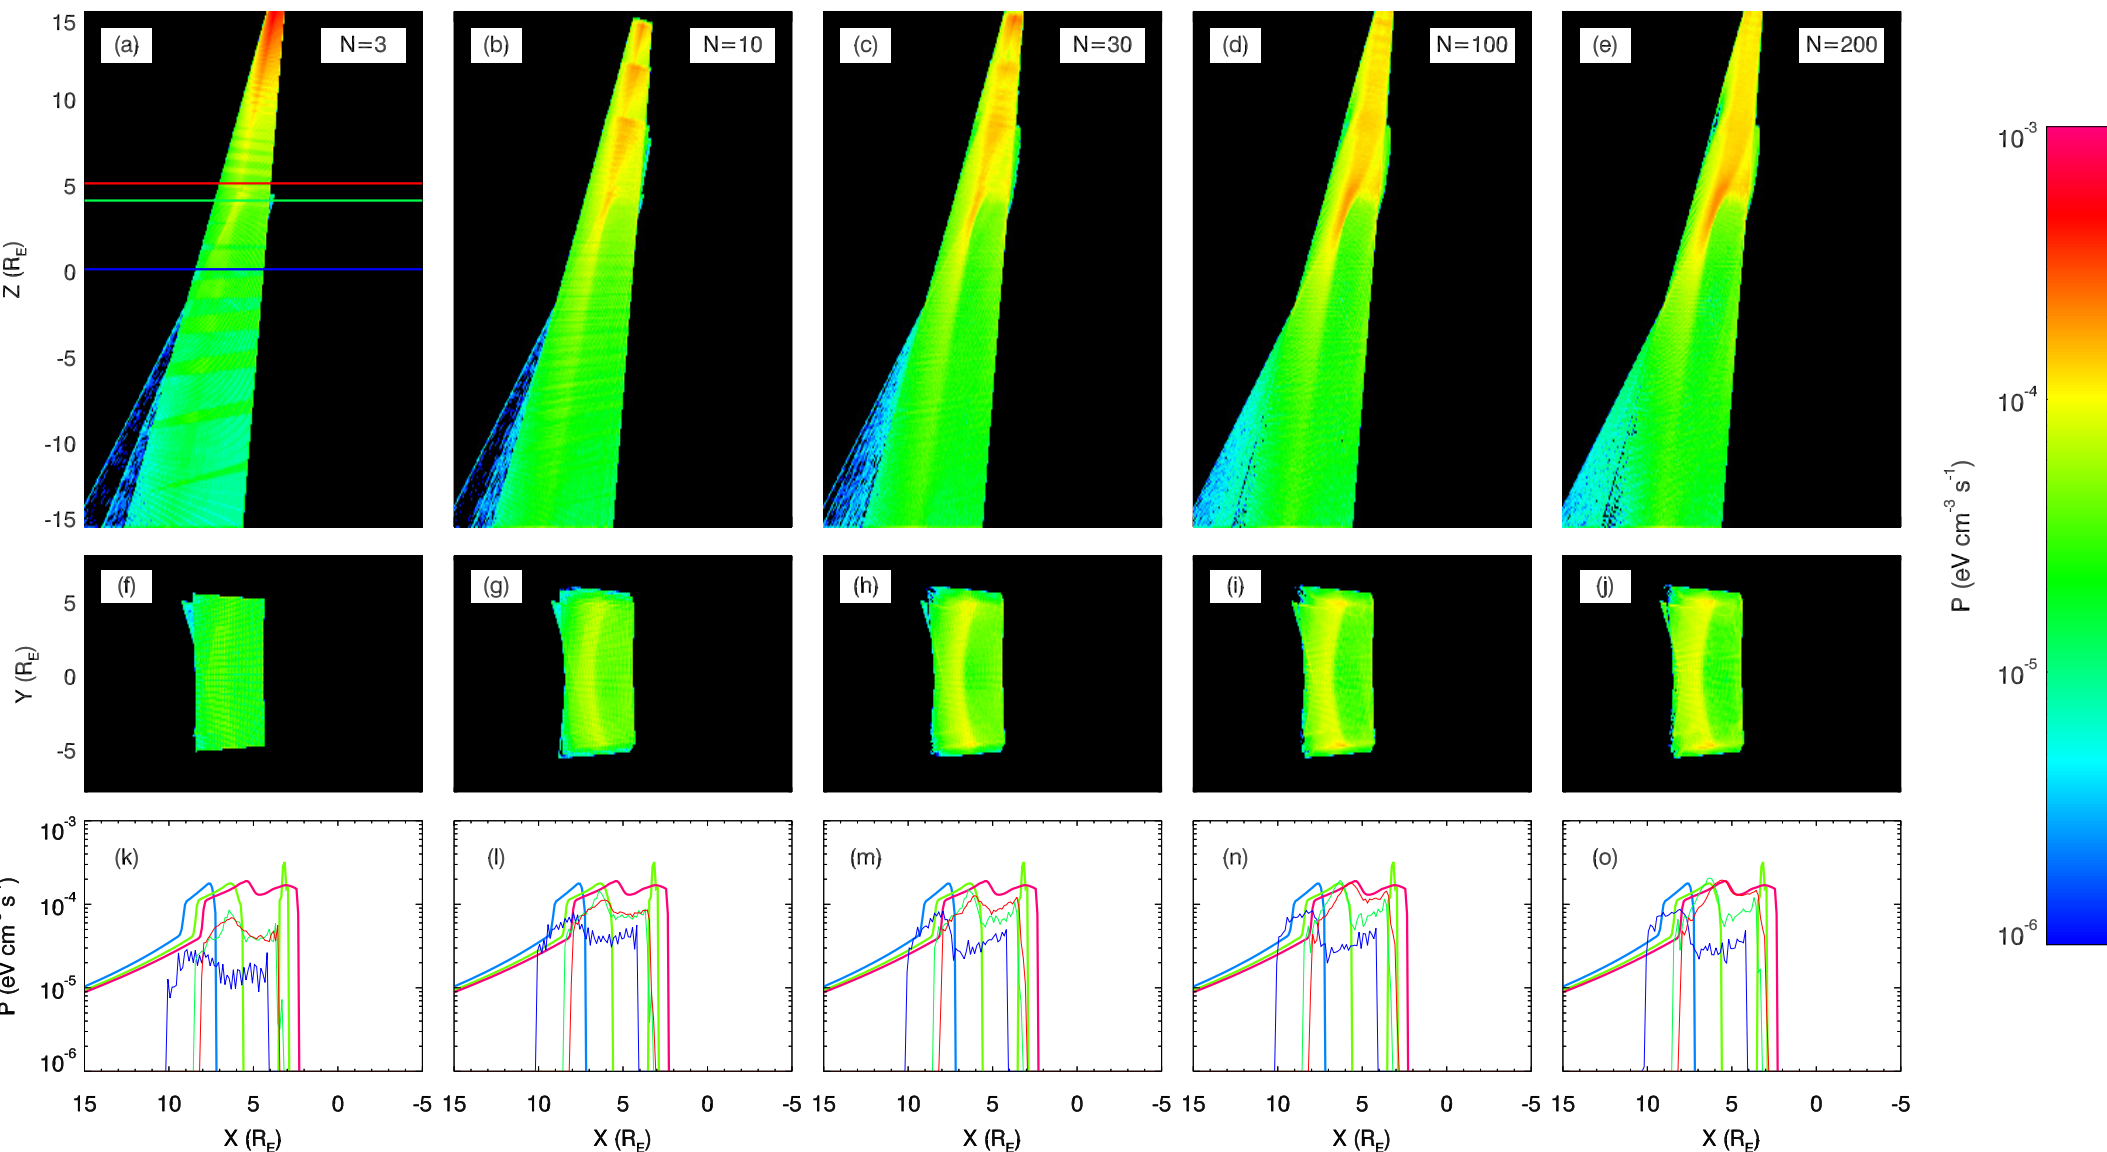 (a) N=3 (b) N=10 (c) N=30 (d) N=100 (e) N=200
15
10
5
0
-5
-10
-15
Z (R_E)
10^-3
10^-4
10^-5
10^-6
P (eV cm^-3 s^-1)
(f) (g) (h) (i) (j)
5
0
-5
Y (R_E)
(k) (l) (m) (n) (o)
10^-3
10^-4
10^-5
10^-6
P (eV cm^-3 s^-1)
15 10 5 0 -5 15 10 5 0 -5 15 10 5 0 -5 15 10 5 0 -5 15 10 5 0 -5
X (R_E) X (R_E) X (R_E) X (R_E) X (R_E)